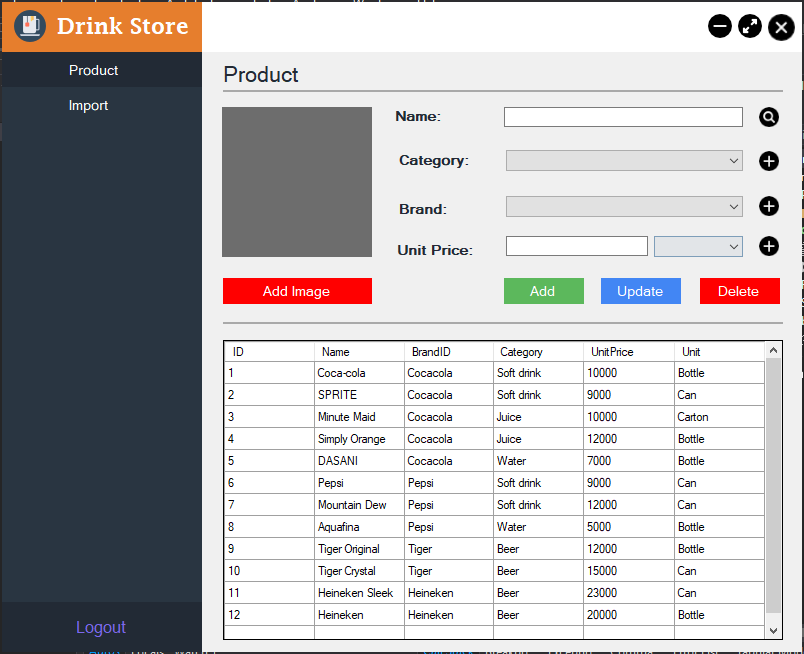 Drink Store
Product
Import
Logout
Product
Name:
Category:
Brand:
Unit Price:
Add Image
Add
Update
Delete
ID Name BrandID Category UnitPrice Unit
1 Coca-cola Cocacola Soft drink 10000 Bottle
2 SPRITE Cocacola Soft drink 9000 Can
3 Minute Maid Cocacola Juice 10000 Carton
4 Simply Orange Cocacola Juice 12000 Bottle
5 DASANI Cocacola Water 7000 Bottle
6 Pepsi Pepsi Soft drink 9000 Can
7 Mountain Dew Pepsi Soft drink 12000 Can
8 Aquafina Pepsi Water 5000 Bottle
9 Tiger Original Tiger Beer 12000 Bottle
10 Tiger Crystal Tiger Beer 15000 Can
11 Heineken Sleek Heineken Beer 23000 Can
12 Heineken Heineken Beer 20000 Bottle